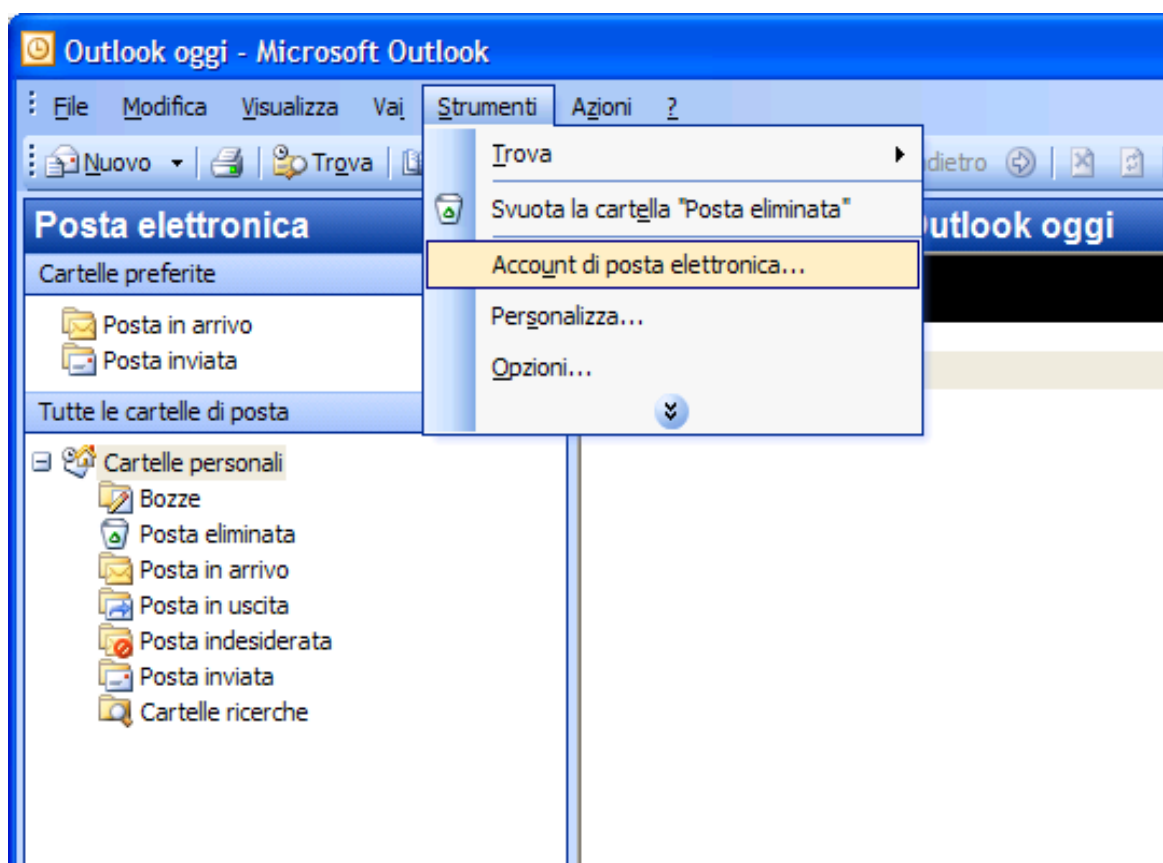 Outlook oggi - Microsoft Outlook
File Modifica Visualizza Vai Strumenti Azioni ?
Nuovo Trova
Trova
Svuota la cartella "Posta eliminata"
Account di posta elettronica...
Personalizza...
Opzioni...
Posta elettronica
Outlook oggi
Cartelle preferite
Posta in arrivo
Posta inviata
Tutte le cartelle di posta
Cartelle personali
Bozze
Posta eliminata
Posta in arrivo
Posta in uscita
Posta indesiderata
Posta inviata
Cartelle ricerche